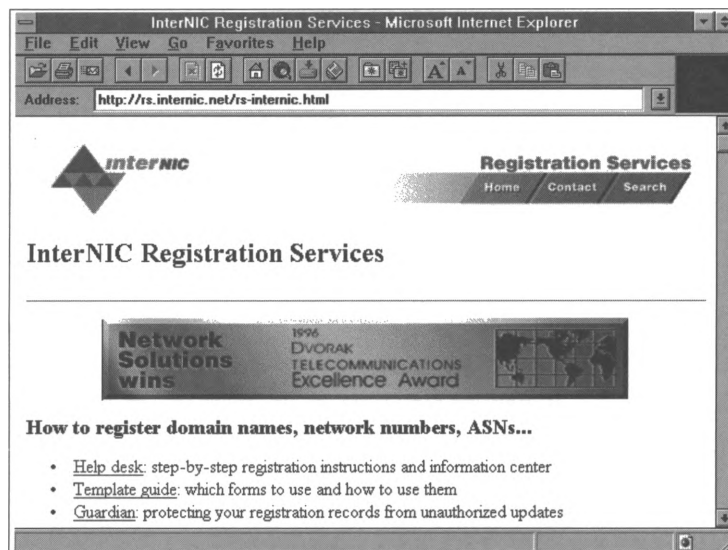 InterNIC Registration Services - Microsoft Internet Explorer
File Edit View Go Favorites Help
A A
Address: http://rs.internic.net/rs-internic.html
InterNIC
Registration Services
Home Contact Search
InterNIC Registration Services
Network
Solutions
wins
1996
DVORAK
TELECOMMUNICATIONS
Excellence Award
How to register domain names, network numbers, ASNs...
• Help desk: step-by-step registration instructions and information center
• Template guide: which forms to use and how to use them
• Guardian: protecting your registration records from unauthorized updates